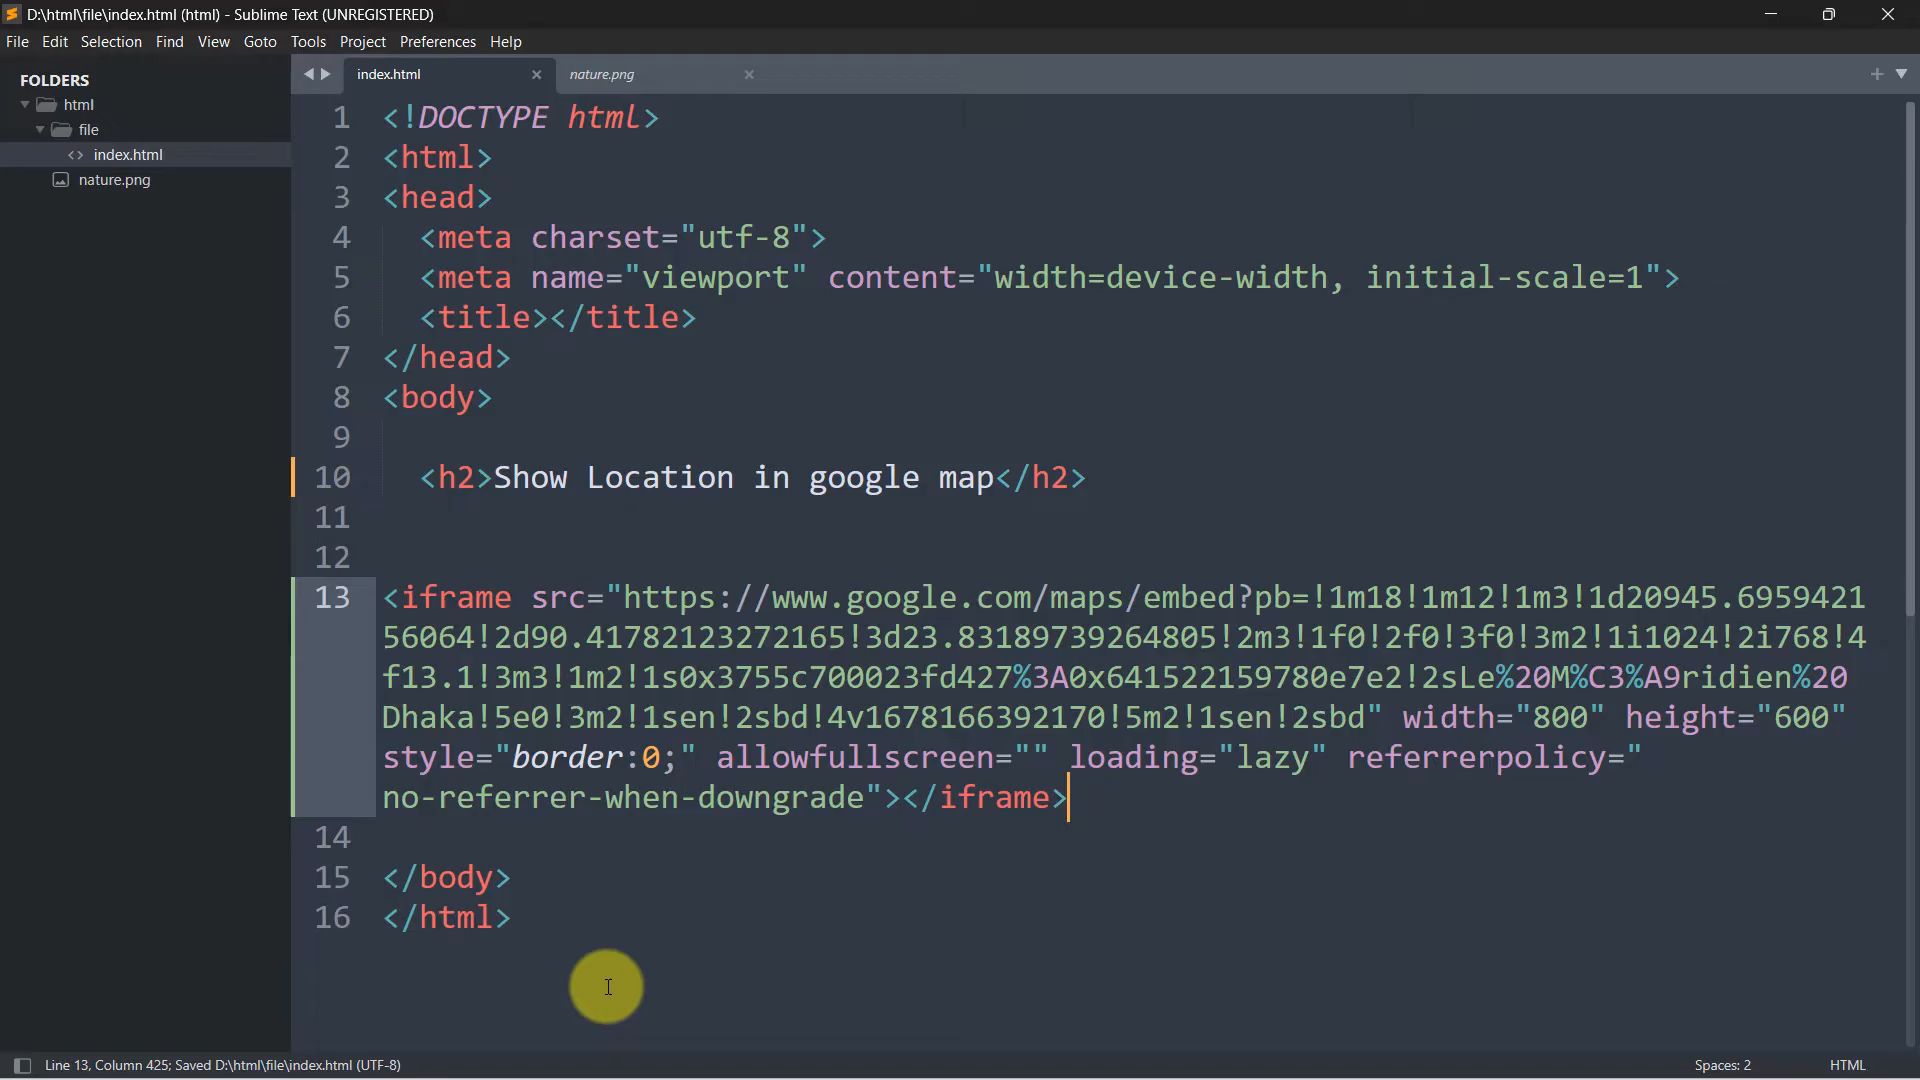 D:\html\file\index.html (html) - Sublime Text (UNREGISTERED)
File Edit Selection Find View Goto Tools Project Preferences Help
FOLDERS
html
file
<> index.html
nature.png
index.html
nature.png
1 <!DOCTYPE html>
2 <html>
3 <head>
4 <meta charset="utf-8">
5 <meta name="viewport" content="width=device-width, initial-scale=1">
6 <title></title>
7 </head>
8 <body>
9
10 <h2>Show Location in google map</h2>
11
12
13 <iframe src="https://www.google.com/maps/embed?pb=!1m18!1m12!1m3!1d20945.6959421
56064!2d90.41782123272165!3d23.83189739264805!2m3!1f0!2f0!3f0!3m2!1i1024!2i768!4
f13.1!3m3!1m2!1s0x3755c700023fd427%3A0x641522159780e7e2!2sLe%20M%C3%A9ridien%20
Dhaka!5e0!3m2!1sen!2sbd!4v1678166392170!5m2!1sen!2sbd" width="800" height="600"
style="border:0;" allowfullscreen="" loading="lazy" referrerpolicy="
no-referrer-when-downgrade"></iframe>
14
15 </body>
16 </html>
Line 13, Column 425; Saved D:\html\file\index.html (UTF-8)
Spaces: 2
HTML